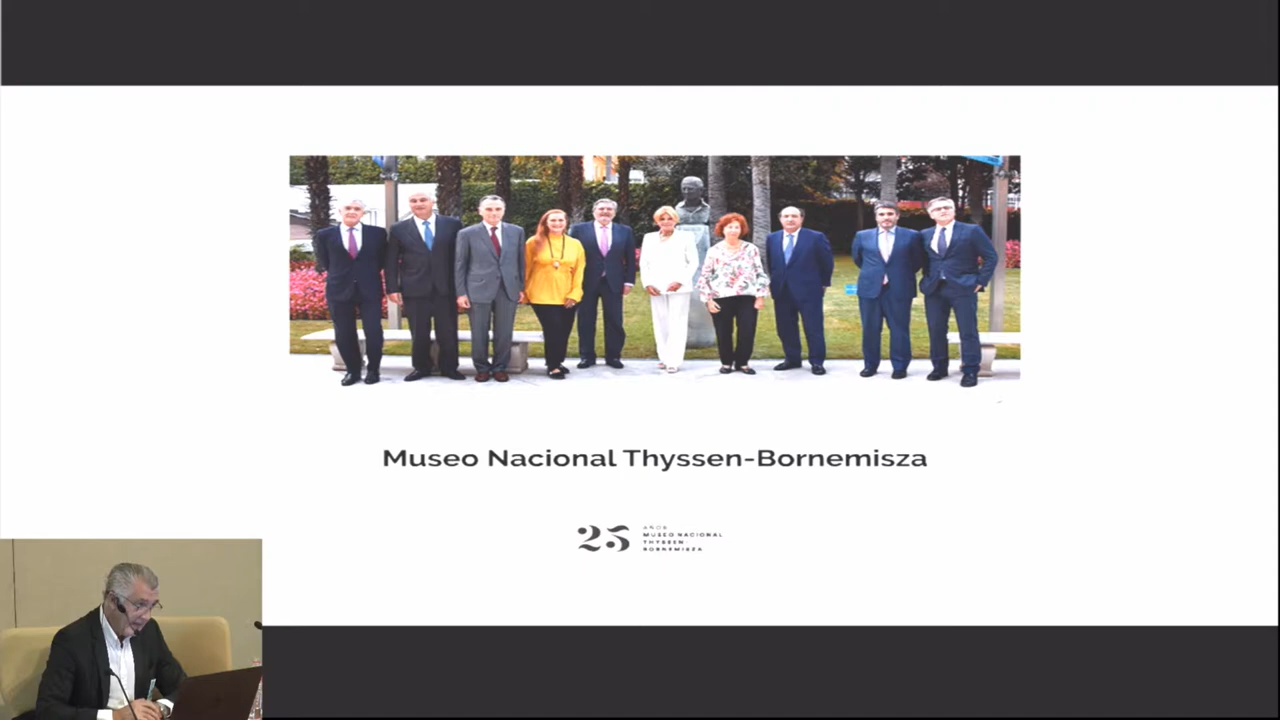 Museo Nacional Thyssen-Bornemisza
25
AÑOS
MUSEO NACIONAL
THYSSEN-
BORNEMISZA